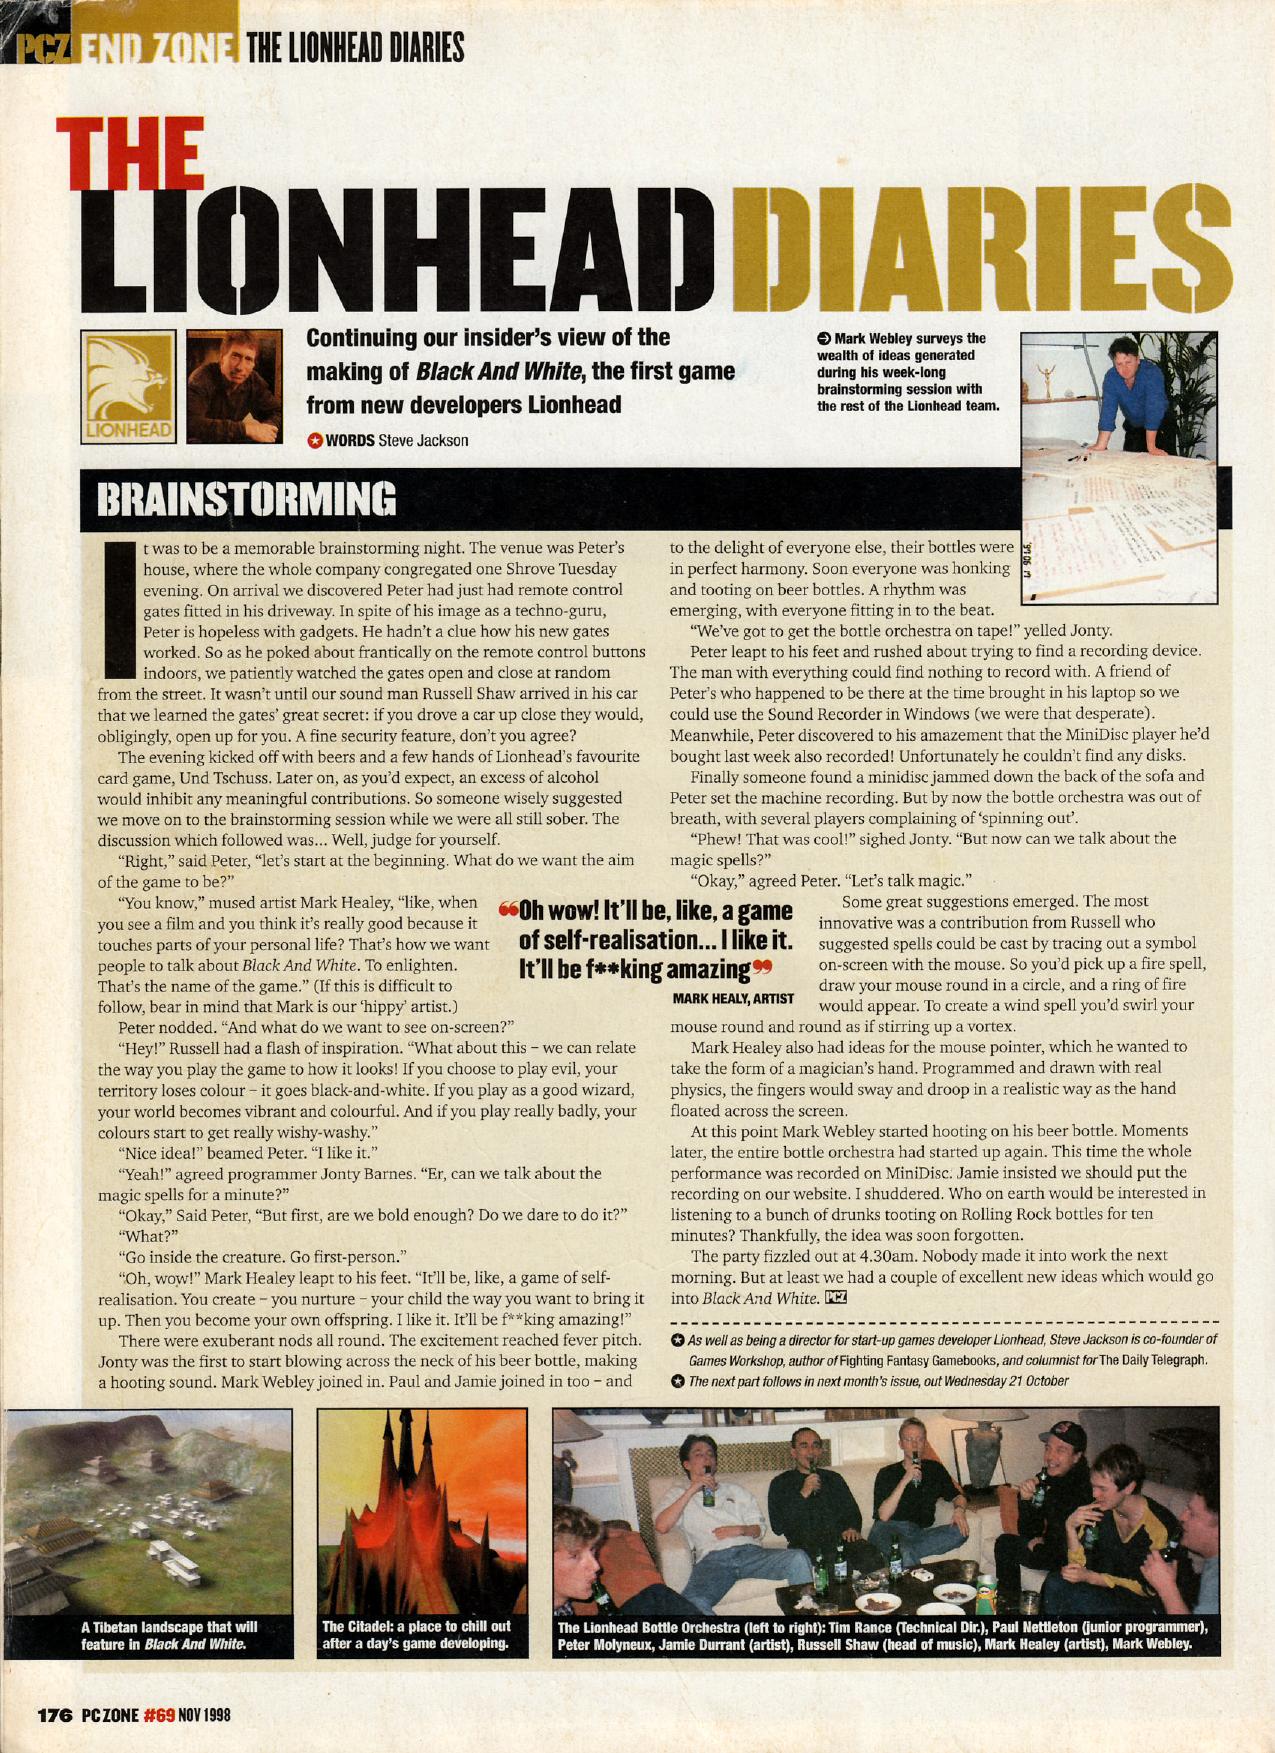 PCZ END ZONE THE LIONHEAD DIARIES
THE
LIONHEAD DIARIES
LIONHEAD
Continuing our insider's view of the
making of Black And White, the first game
from new developers Lionhead
WORDS Steve Jackson
Mark Webley surveys the
wealth of ideas generated
during his week-long
brainstorming session with
the rest of the Lionhead team.
BRAINSTORMING
It was to be a memorable brainstorming night. The venue was Peter's
house, where the whole company congregated one Shrove Tuesday
evening. On arrival we discovered Peter had just had remote control
gates fitted in his driveway. In spite of his image as a techno-guru,
Peter is hopeless with gadgets. He hadn't a clue how his new gates
worked. So as he poked about frantically on the remote control buttons
indoors, we patiently watched the gates open and close at random
from the street. It wasn't until our sound man Russell Shaw arrived in his car
that we learned the gates' great secret: if you drove a car up close they would,
obligingly, open up for you. A fine security feature, don't you agree?
The evening kicked off with beers and a few hands of Lionhead's favourite
card game, Und Tschuss. Later on, as you'd expect, an excess of alcohol
would inhibit any meaningful contributions. So someone wisely suggested
we move on to the brainstorming session while we were all still sober. The
discussion which followed was... Well, judge for yourself.
"Right," said Peter, "let's start at the beginning. What do we want the aim
of the game to be?"
"You know," mused artist Mark Healey, "like, when
you see a film and you think it's really good because it
touches parts of your personal life? That's how we want
people to talk about Black And White. To enlighten.
That's the name of the game." (If this is difficult to
follow, bear in mind that Mark is our 'hippy' artist.)
Peter nodded. "And what do we want to see on-screen?"
"Hey!" Russell had a flash of inspiration. "What about this – we can relate
the way you play the game to how it looks! If you choose to play evil, your
territory loses colour – it goes black-and-white. If you play as a good wizard,
your world becomes vibrant and colourful. And if you play really badly, your
colours start to get really wishy-washy."
"Nice idea!" beamed Peter. "I like it."
"Yeah!" agreed programmer Jonty Barnes. "Er, can we talk about the
magic spells for a minute?"
"Okay," Said Peter, "But first, are we bold enough? Do we dare to do it?"
"What?"
"Go inside the creature. Go first-person."
"Oh, wow!" Mark Healey leapt to his feet. "It'll be, like, a game of self-
realisation. You create – you nurture – your child the way you want to bring it
up. Then you become your own offspring. I like it. It'll be f**king amazing!"
There were exuberant nods all round. The excitement reached fever pitch.
Jonty was the first to start blowing across the neck of his beer bottle, making
a hooting sound. Mark Webley joined in. Paul and Jamie joined in too – and
to the delight of everyone else, their bottles were
in perfect harmony. Soon everyone was honking
and tooting on beer bottles. A rhythm was
emerging, with everyone fitting in to the beat.
"We've got to get the bottle orchestra on tape!" yelled Jonty.
Peter leapt to his feet and rushed about trying to find a recording device.
The man with everything could find nothing to record with. A friend of
Peter's who happened to be there at the time brought in his laptop so we
could use the Sound Recorder in Windows (we were that desperate).
Meanwhile, Peter discovered to his amazement that the MiniDisc player he'd
bought last week also recorded! Unfortunately he couldn't find any disks.
Finally someone found a minidisc jammed down the back of the sofa and
Peter set the machine recording. But by now the bottle orchestra was out of
breath, with several players complaining of 'spinning out'.
"Phew! That was cool!" sighed Jonty. "But now can we talk about the
magic spells?"
"Okay," agreed Peter. "Let's talk magic."
"Oh wow! It'll be, like, a game
of self-realisation... I like it.
It'll be f**king amazing"
MARK HEALY, ARTIST
Some great suggestions emerged. The most
innovative was a contribution from Russell who
suggested spells could be cast by tracing out a symbol
on-screen with the mouse. So you'd pick up a fire spell,
draw your mouse round in a circle, and a ring of fire
would appear. To create a wind spell you'd swirl your
mouse round and round as if stirring up a vortex.
Mark Healey also had ideas for the mouse pointer, which he wanted to
take the form of a magician's hand. Programmed and drawn with real
physics, the fingers would sway and droop in a realistic way as the hand
floated across the screen.
At this point Mark Webley started hooting on his beer bottle. Moments
later, the entire bottle orchestra had started up again. This time the whole
performance was recorded on MiniDisc. Jamie insisted we should put the
recording on our website. I shuddered. Who on earth would be interested in
listening to a bunch of drunks tooting on Rolling Rock bottles for ten
minutes? Thankfully, the idea was soon forgotten.
The party fizzled out at 4.30am. Nobody made it into work the next
morning. But at least we had a couple of excellent new ideas which would go
into Black And White. PCZ
As well as being a director for start-up games developer Lionhead, Steve Jackson is co-founder of
Games Workshop, author of Fighting Fantasy Gamebooks, and columnist for The Daily Telegraph.
The next part follows in next month's issue, out Wednesday 21 October
A Tibetan landscape that will
feature in Black And White.
The Citadel: a place to chill out
after a day's game developing.
The Lionhead Bottle Orchestra (left to right): Tim Rance (Technical Dir.), Paul Nettleton (junior programmer),
Peter Molyneux, Jamie Durrant (artist), Russell Shaw (head of music), Mark Healey (artist), Mark Webley.
176 PC ZONE #69 NOV 1998